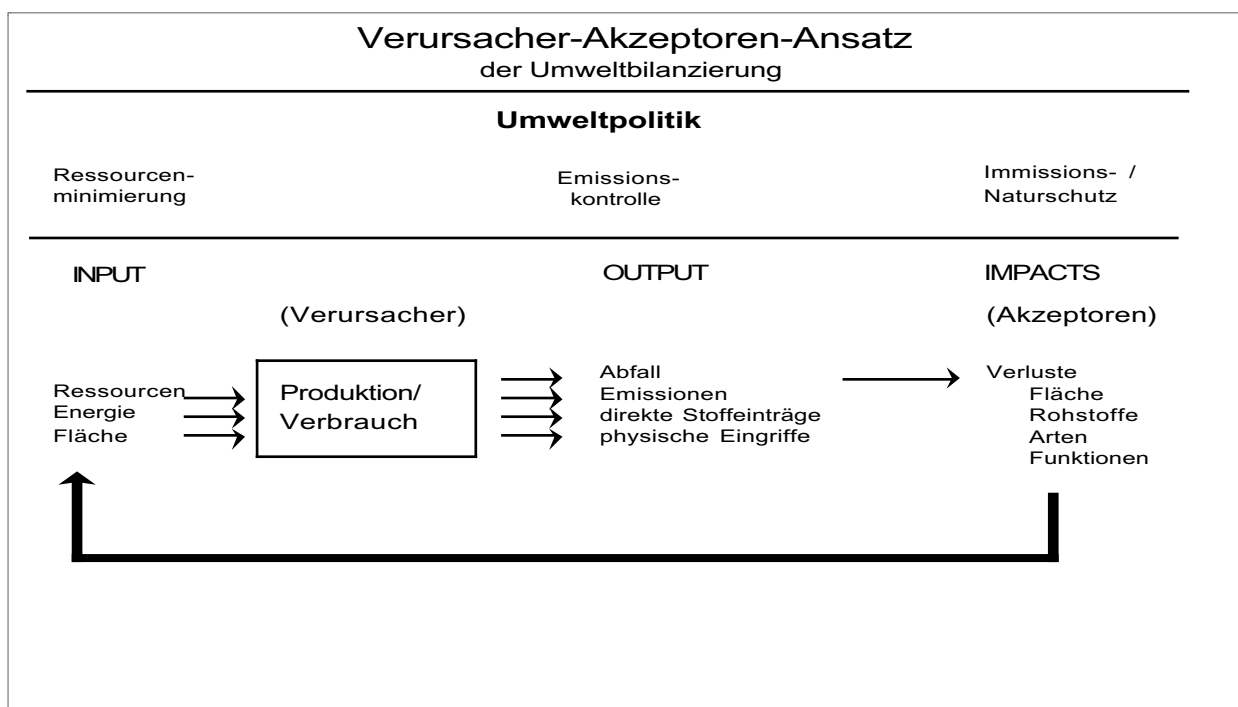 Verursacher-Akzeptoren-Ansatz
der Umweltbilanzierung
Umweltpolitik
Ressourcen-
minimierung
Emissions-
kontrolle
Immissions- /
Naturschutz
INPUT
OUTPUT
IMPACTS
(Verursacher)
(Akzeptoren)
Ressourcen
Energie
Fläche
Produktion/
Verbrauch
Abfall
Emissionen
direkte Stoffeinträge
physische Eingriffe
Verluste
Fläche
Rohstoffe
Arten
Funktionen